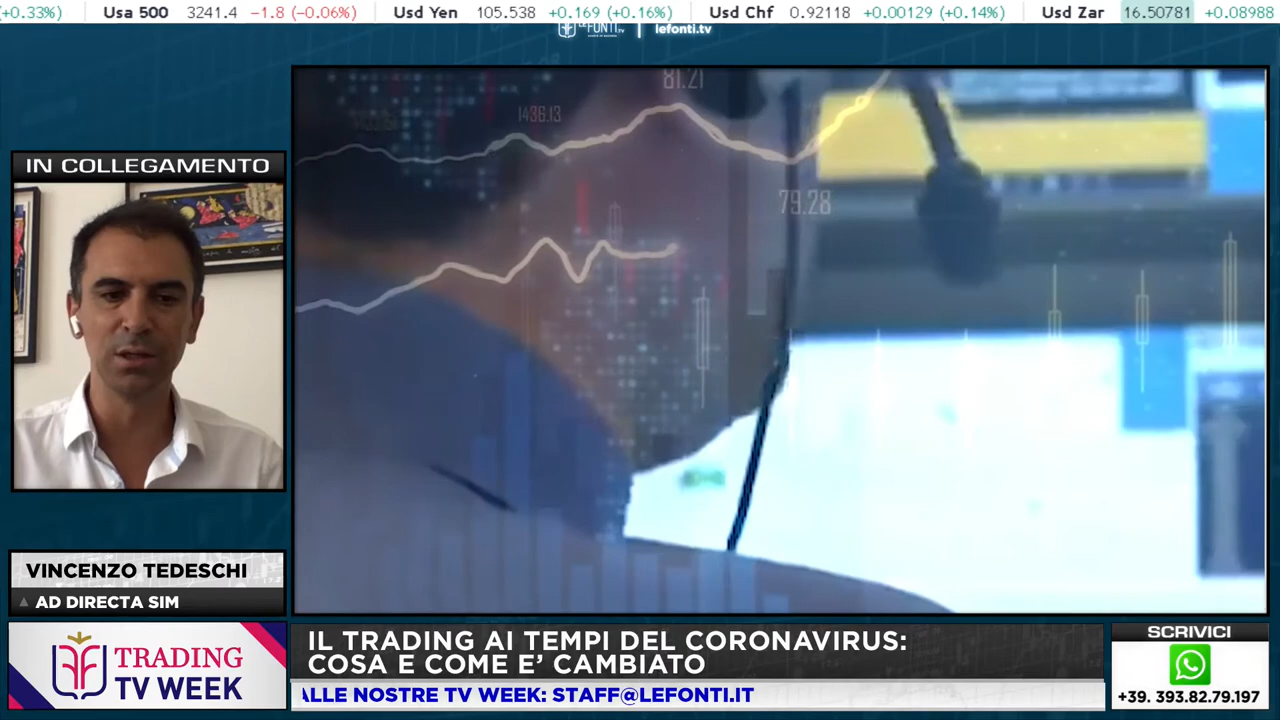 (+0.33%) Usa 500 3241.4 −1.8 (−0.06%) Usd Yen 105.538 +0.169 (+0.16%) Usd Chf 0.92118 +0.00129 (+0.14%) Usd Zar 16.50781 +0.08988
LE FONTI.TV lefonti.tv
81.21
1436.13
79.28
IN COLLEGAMENTO
VINCENZO TEDESCHI
AD DIRECTA SIM
TRADING
TV WEEK
IL TRADING AI TEMPI DEL CORONAVIRUS:
COSA E COME E’ CAMBIATO
ALLE NOSTRE TV WEEK: STAFF@LEFONTI.IT
SCRIVICI
+39. 393.82.79.197